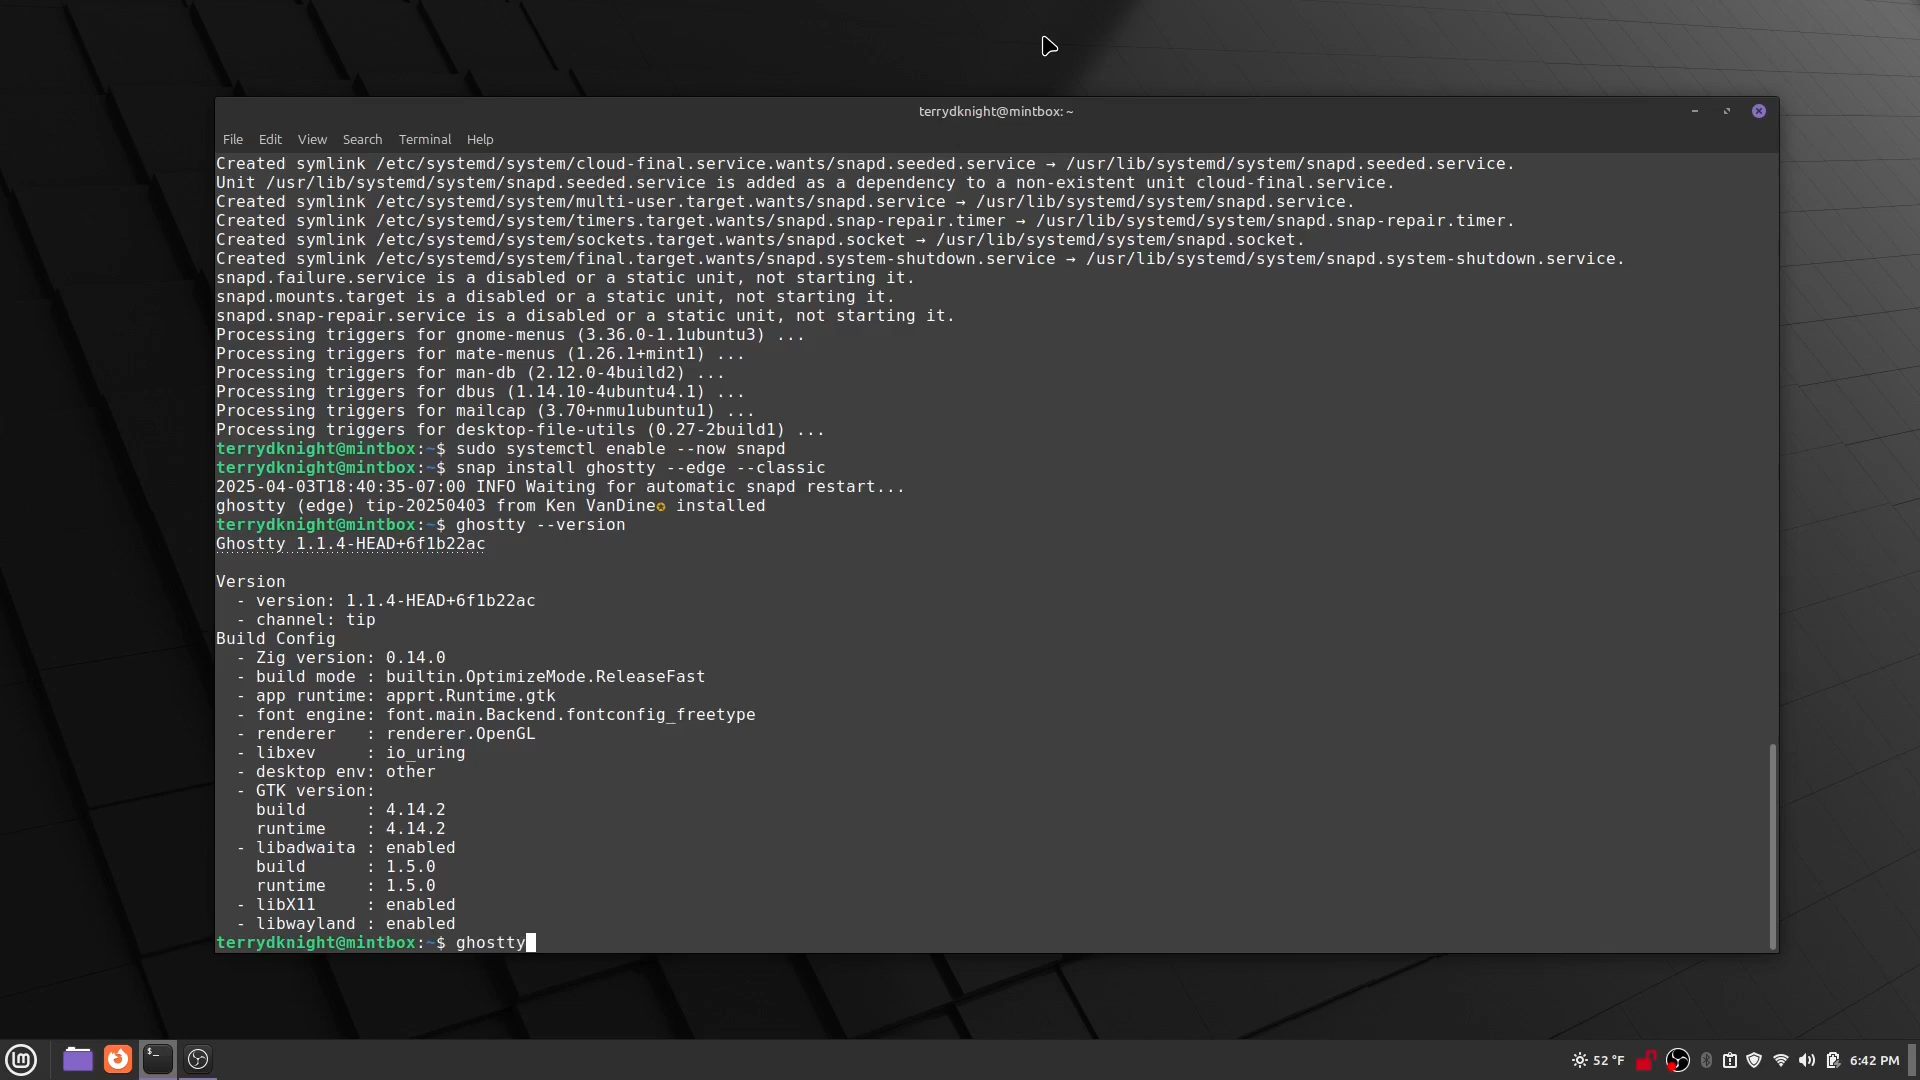 terrydknight@mintbox: ~
File Edit View Search Terminal Help
Created symlink /etc/systemd/system/cloud-final.service.wants/snapd.seeded.service → /usr/lib/systemd/system/snapd.seeded.service.
Unit /usr/lib/systemd/system/snapd.seeded.service is added as a dependency to a non-existent unit cloud-final.service.
Created symlink /etc/systemd/system/multi-user.target.wants/snapd.service → /usr/lib/systemd/system/snapd.service.
Created symlink /etc/systemd/system/timers.target.wants/snapd.snap-repair.timer → /usr/lib/systemd/system/snapd.snap-repair.timer.
Created symlink /etc/systemd/system/sockets.target.wants/snapd.socket → /usr/lib/systemd/system/snapd.socket.
Created symlink /etc/systemd/system/final.target.wants/snapd.system-shutdown.service → /usr/lib/systemd/system/snapd.system-shutdown.service.
snapd.failure.service is a disabled or a static unit, not starting it.
snapd.mounts.target is a disabled or a static unit, not starting it.
snapd.snap-repair.service is a disabled or a static unit, not starting it.
Processing triggers for gnome-menus (3.36.0-1.1ubuntu3) ...
Processing triggers for mate-menus (1.26.1+mint1) ...
Processing triggers for man-db (2.12.0-4build2) ...
Processing triggers for dbus (1.14.10-4ubuntu4.1) ...
Processing triggers for mailcap (3.70+nmu1ubuntu1) ...
Processing triggers for desktop-file-utils (0.27-2build1) ...
terrydknight@mintbox:~$ sudo systemctl enable --now snapd
terrydknight@mintbox:~$ snap install ghostty --edge --classic
2025-04-03T18:40:35-07:00 INFO Waiting for automatic snapd restart...
ghostty (edge) tip-20250403 from Ken VanDine✪ installed
terrydknight@mintbox:~$ ghostty --version
Ghostty 1.1.4-HEAD+6f1b22ac
Version
- version: 1.1.4-HEAD+6f1b22ac
- channel: tip
Build Config
- Zig version: 0.14.0
- build mode : builtin.OptimizeMode.ReleaseFast
- app runtime: apprt.Runtime.gtk
- font engine: font.main.Backend.fontconfig_freetype
- renderer : renderer.OpenGL
- libxev : io_uring
- desktop env: other
- GTK version:
build : 4.14.2
runtime : 4.14.2
- libadwaita : enabled
build : 1.5.0
runtime : 1.5.0
- libX11 : enabled
- libwayland : enabled
terrydknight@mintbox:~$ ghostty
52 °F 6:42 PM